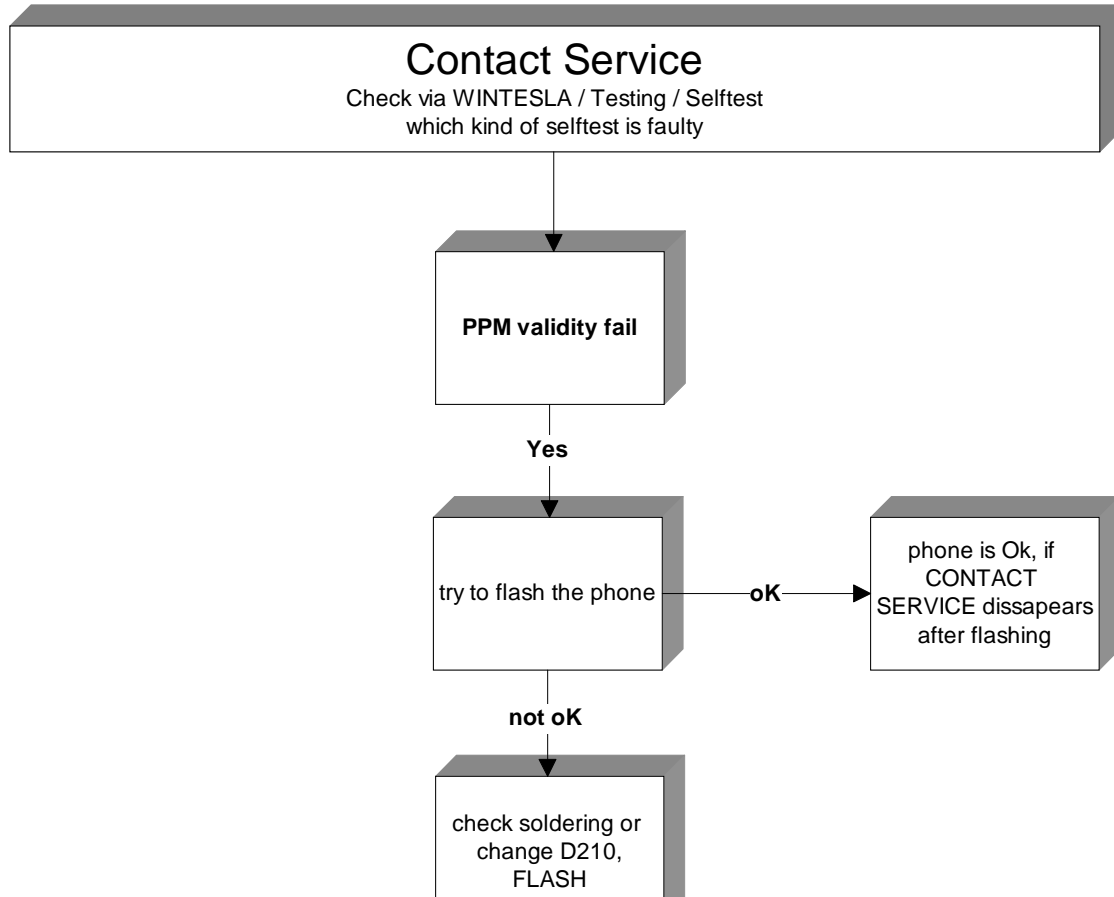 Contact Service
Check via WINTESLA / Testing / Selftest
which kind of selftest is faulty
PPM validity fail
Yes
try to flash the phone
oK
phone is Ok, if
CONTACT
SERVICE dissapears
after flashing
not oK
check soldering or
change D210,
FLASH